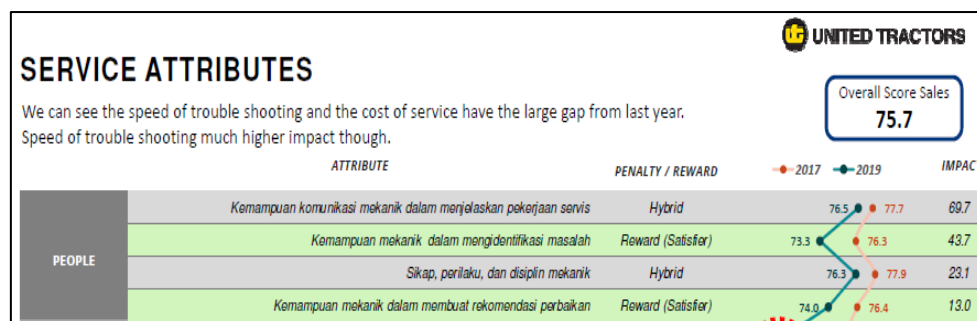 UNITED TRACTORS
SERVICE ATTRIBUTES
We can see the speed of trouble shooting and the cost of service have the large gap from last year.
Speed of trouble shooting much higher impact though.
Overall Score Sales
75.7
ATTRIBUTE PENALTY / REWARD 2017 2019 IMPAC
PEOPLE
Kemampuan komunikasi mekanik dalam menjelaskan pekerjaan servis Hybrid 76.5 77.7 69.7
Kemampuan mekanik dalam mengidentifikasi masalah Reward (Satisfier) 73.3 76.3 43.7
Sikap, perilaku, dan disiplin mekanik Hybrid 76.3 77.9 23.1
Kemampuan mekanik dalam membuat rekomendasi perbaikan Reward (Satisfier) 74.0 76.4 13.0